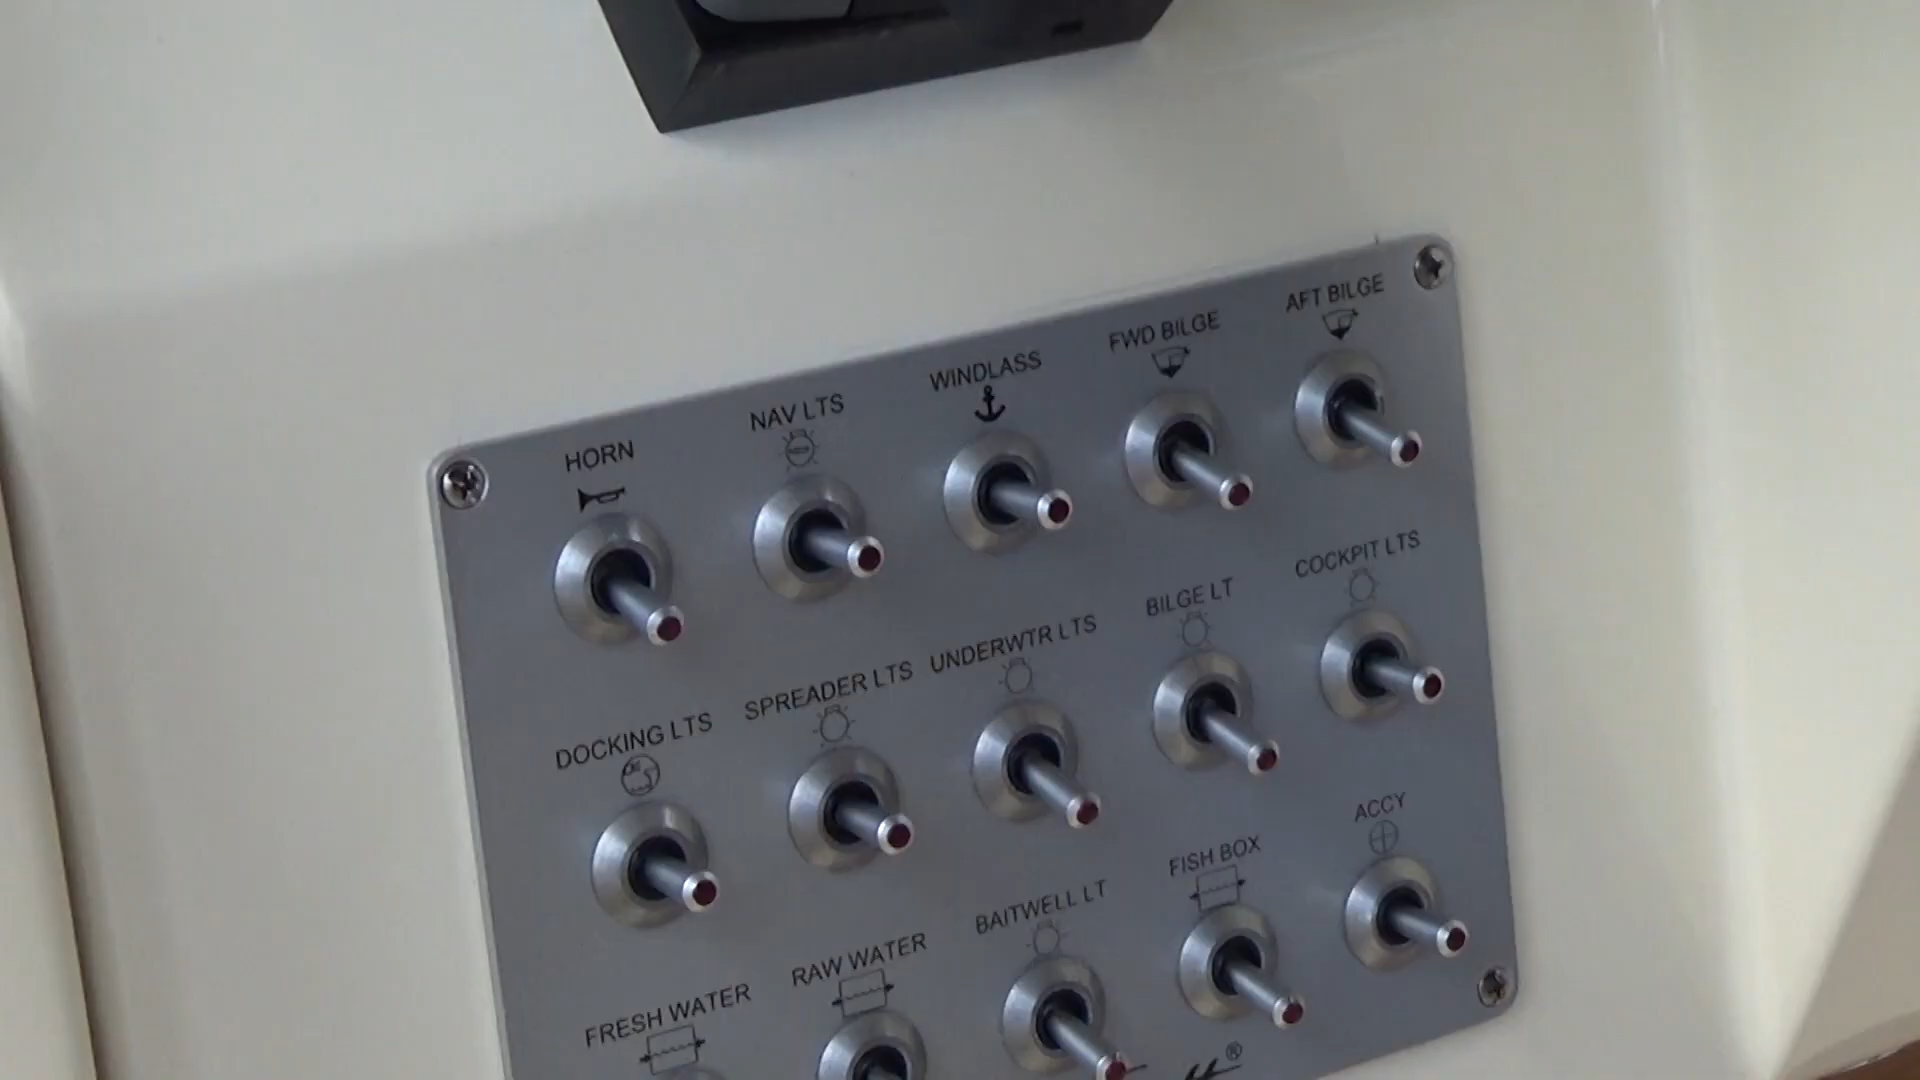 HORN
NAV LTS
WINDLASS
FWD BILGE
AFT BILGE
DOCKING LTS
SPREADER LTS
UNDERWTR LTS
BILGE LT
COCKPIT LTS
FRESH WATER
RAW WATER
BAITWELL LT
FISH BOX
ACCY
®